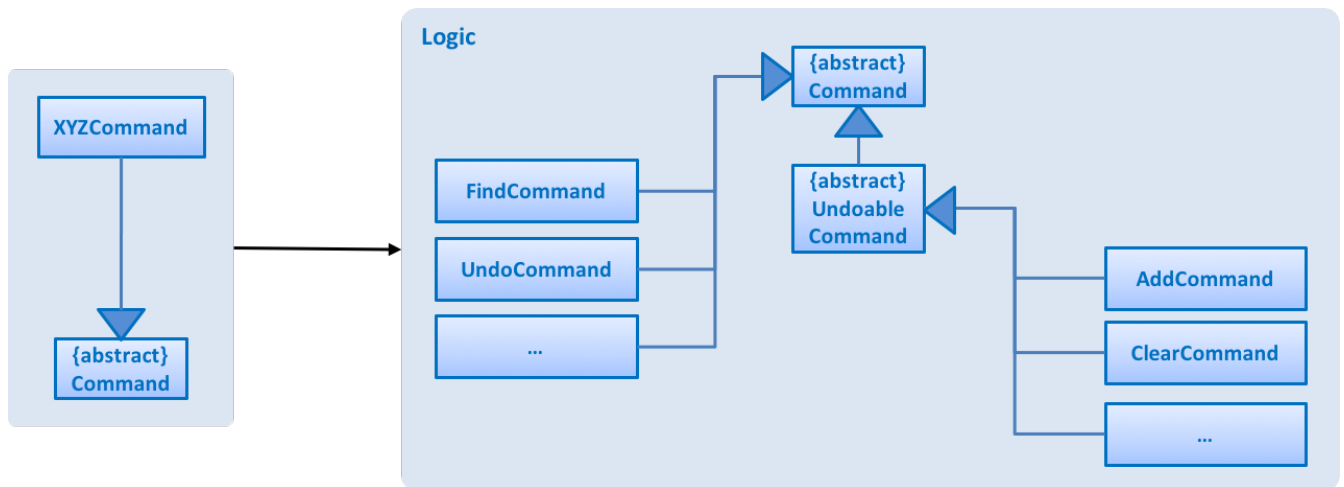 XYZCommand
{abstract}
Command
Logic
{abstract}
Command
FindCommand
UndoCommand
...
{abstract}
Undoable
Command
AddCommand
ClearCommand
...